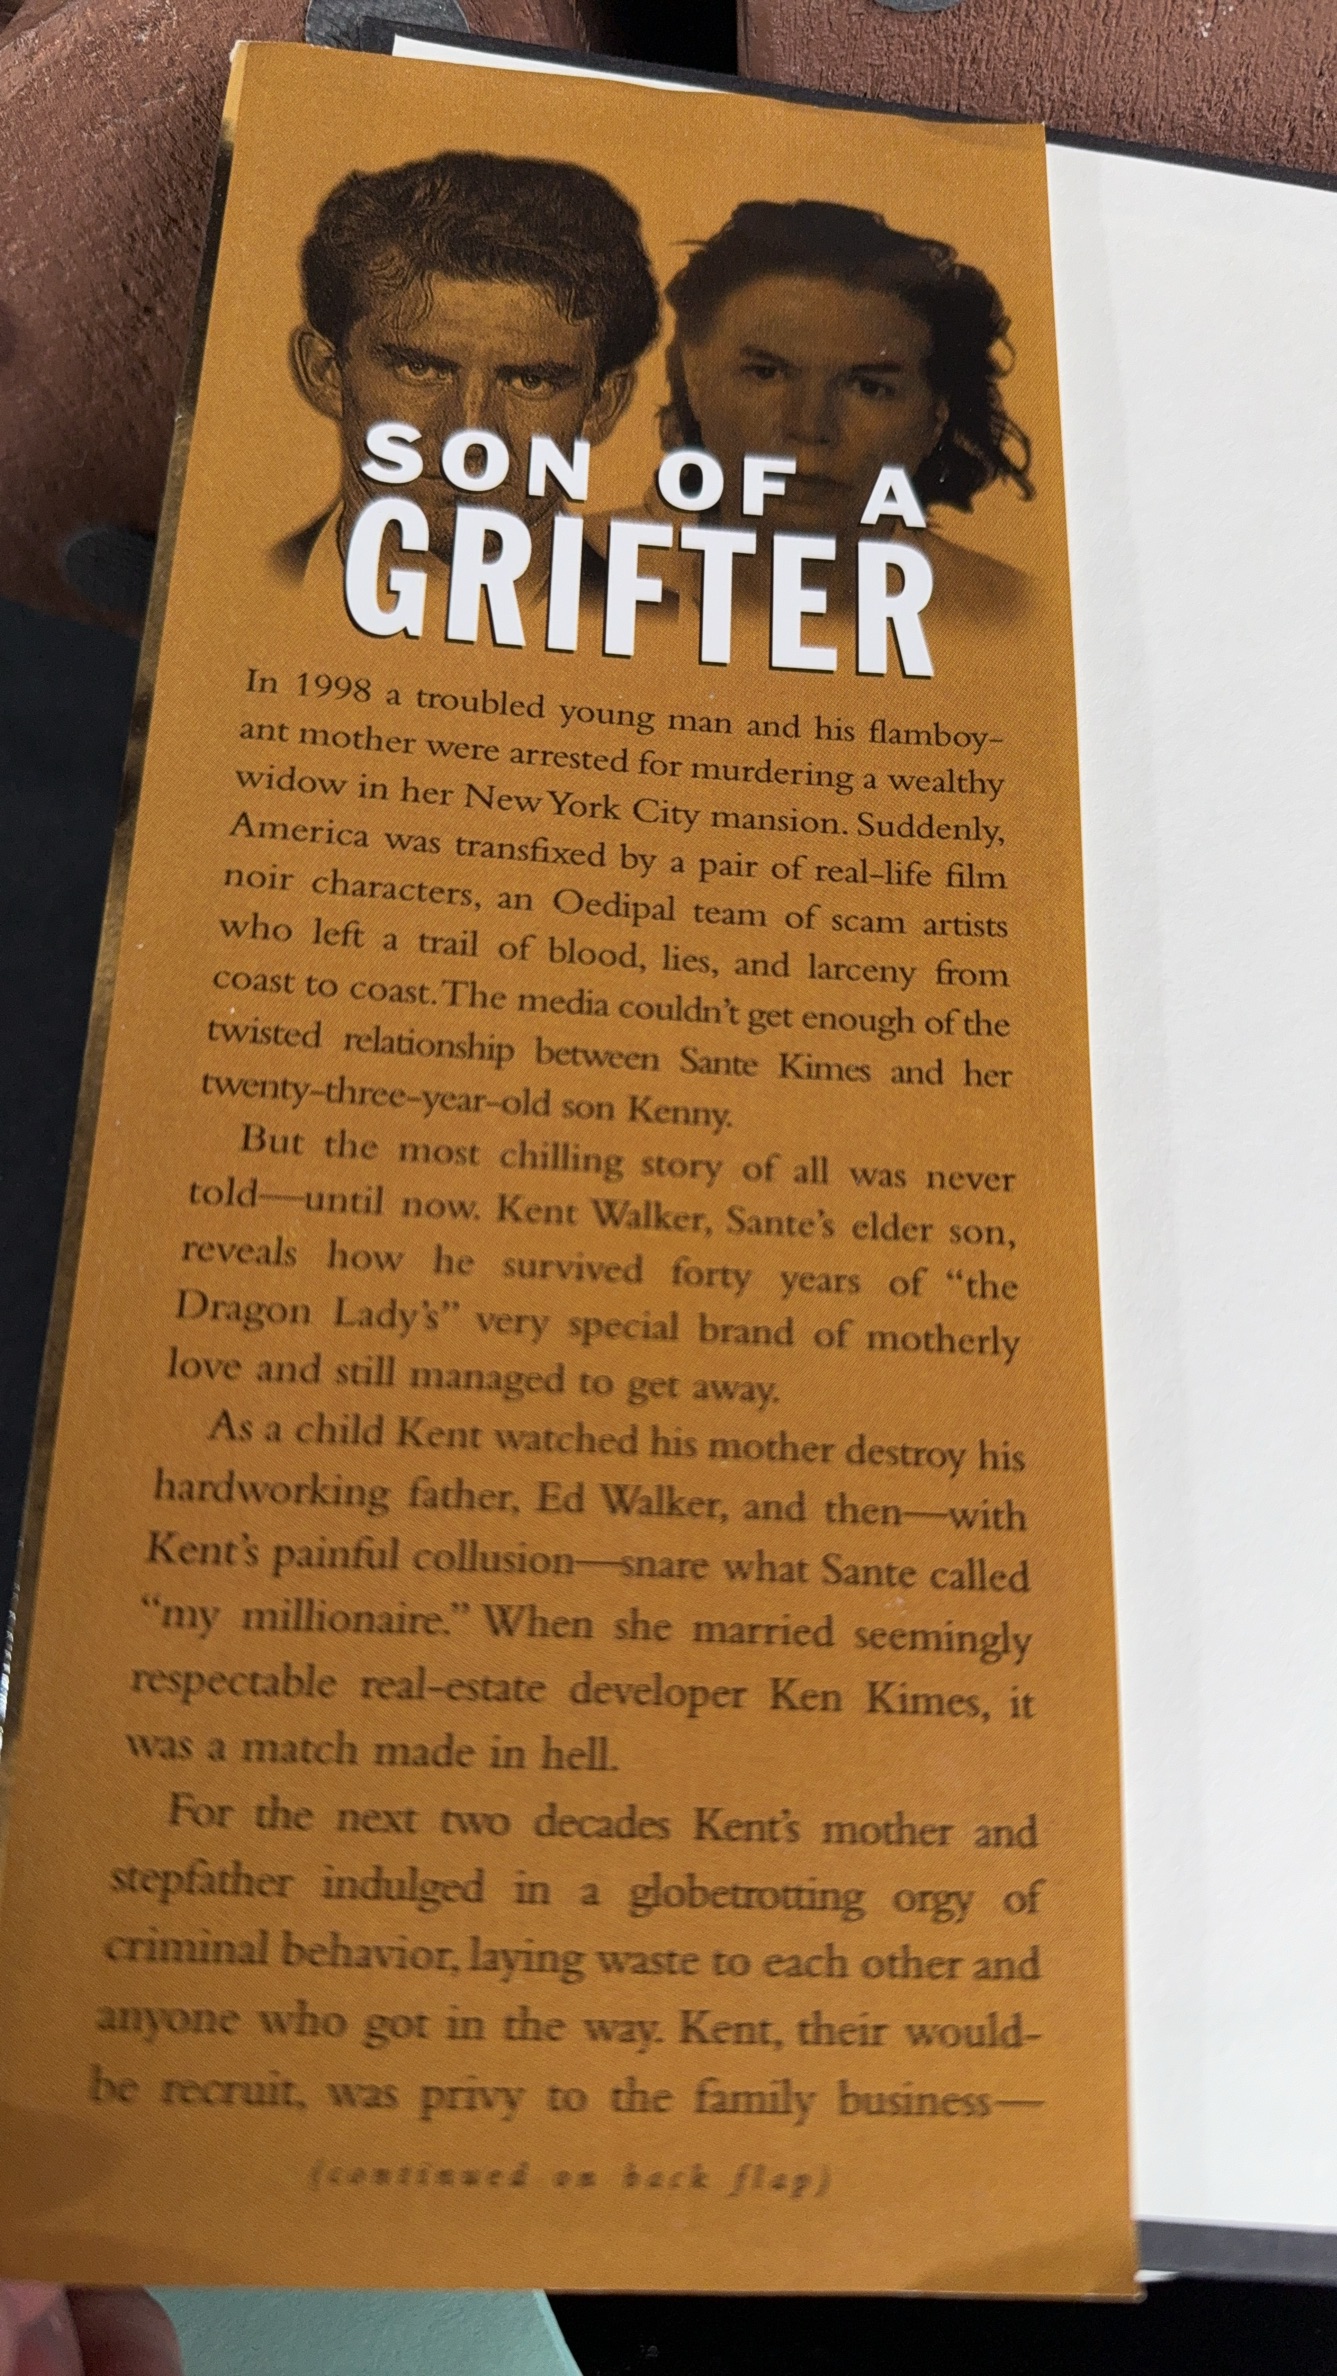 SON OF A
GRIFTER
In 1998 a troubled young man and his flamboy-
ant mother were arrested for murdering a wealthy
widow in her New York City mansion. Suddenly,
America was transfixed by a pair of real-life film
noir characters, an Oedipal team of scam artists
who left a trail of blood, lies, and larceny from
coast to coast. The media couldn't get enough of the
twisted relationship between Sante Kimes and her
twenty-three-year-old son Kenny.
But the most chilling story of all was never
told—until now. Kent Walker, Sante's elder son,
reveals how he survived forty years of “the
Dragon Lady's” very special brand of motherly
love and still managed to get away.
As a child Kent watched his mother destroy his
hardworking father, Ed Walker, and then—with
Kent's painful collusion—snare what Sante called
“my millionaire.” When she married seemingly
respectable real-estate developer Ken Kimes, it
was a match made in hell.
For the next two decades Kent's mother and
stepfather indulged in a globetrotting orgy of
criminal behavior, laying waste to each other and
anyone who got in the way. Kent, their would-
be recruit, was privy to the family business—
(continued on back flap)